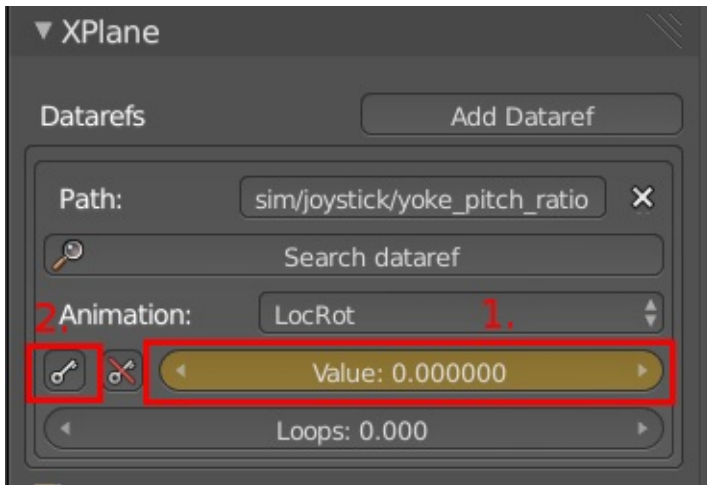 XPlane
Datarefs Add Dataref
Path: sim/joystick/yoke_pitch_ratio
Search dataref
2. Animation: LocRot 1.
Value: 0.000000
Loops: 0.000